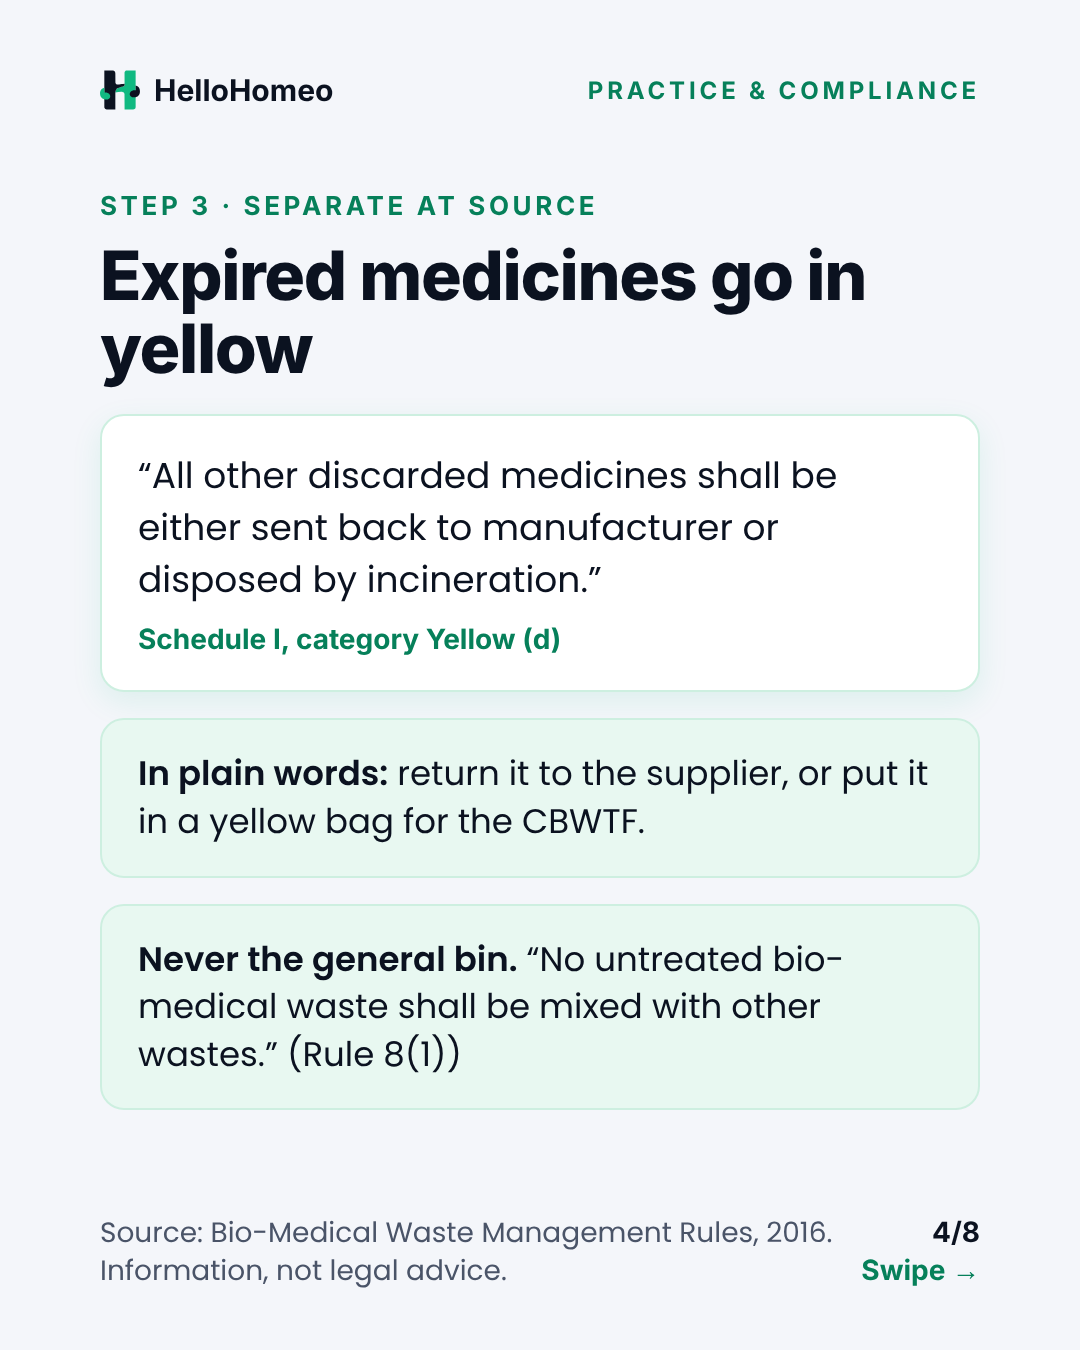 HelloHomeo
PRACTICE & COMPLIANCE
STEP 3 · SEPARATE AT SOURCE
Expired medicines go in
yellow
“All other discarded medicines shall be
either sent back to manufacturer or
disposed by incineration.”
Schedule I, category Yellow (d)
In plain words: return it to the supplier, or put it
in a yellow bag for the CBWTF.
Never the general bin. “No untreated bio-
medical waste shall be mixed with other
wastes.” (Rule 8(1))
Source: Bio-Medical Waste Management Rules, 2016.
Information, not legal advice.
4/8
Swipe →